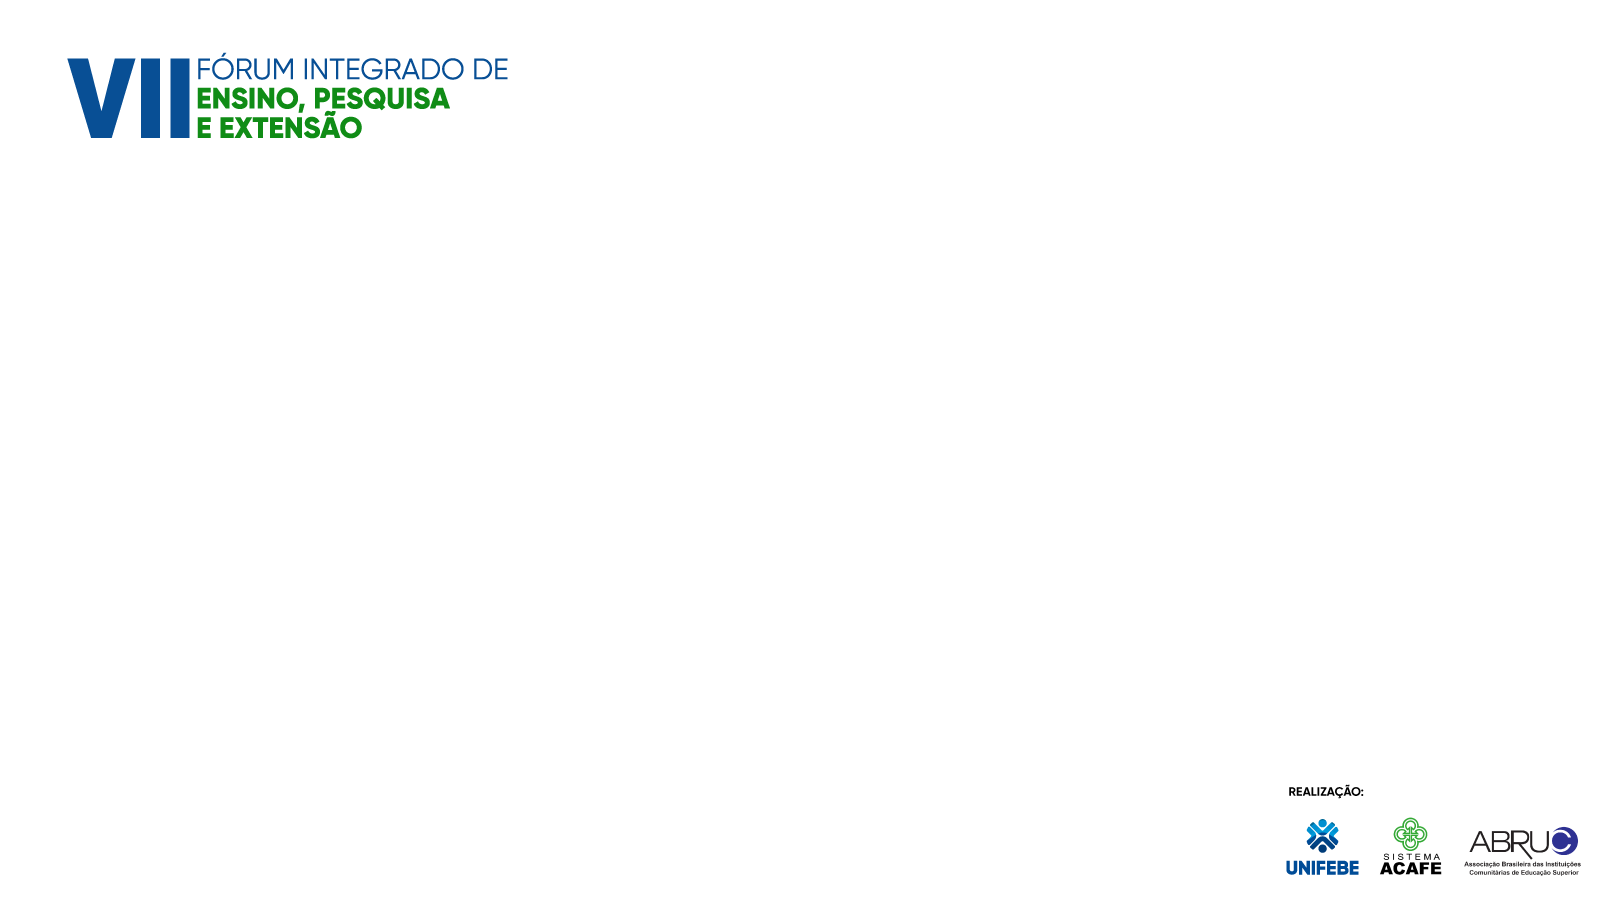 VII FÓRUM INTEGRADO DE
ENSINO, PESQUISA
E EXTENSÃO
REALIZAÇÃO:
UNIFEBE
SISTEMA
ACAFE
ABRUC
Associação Brasileira das Instituições
Comunitárias de Educação Superior